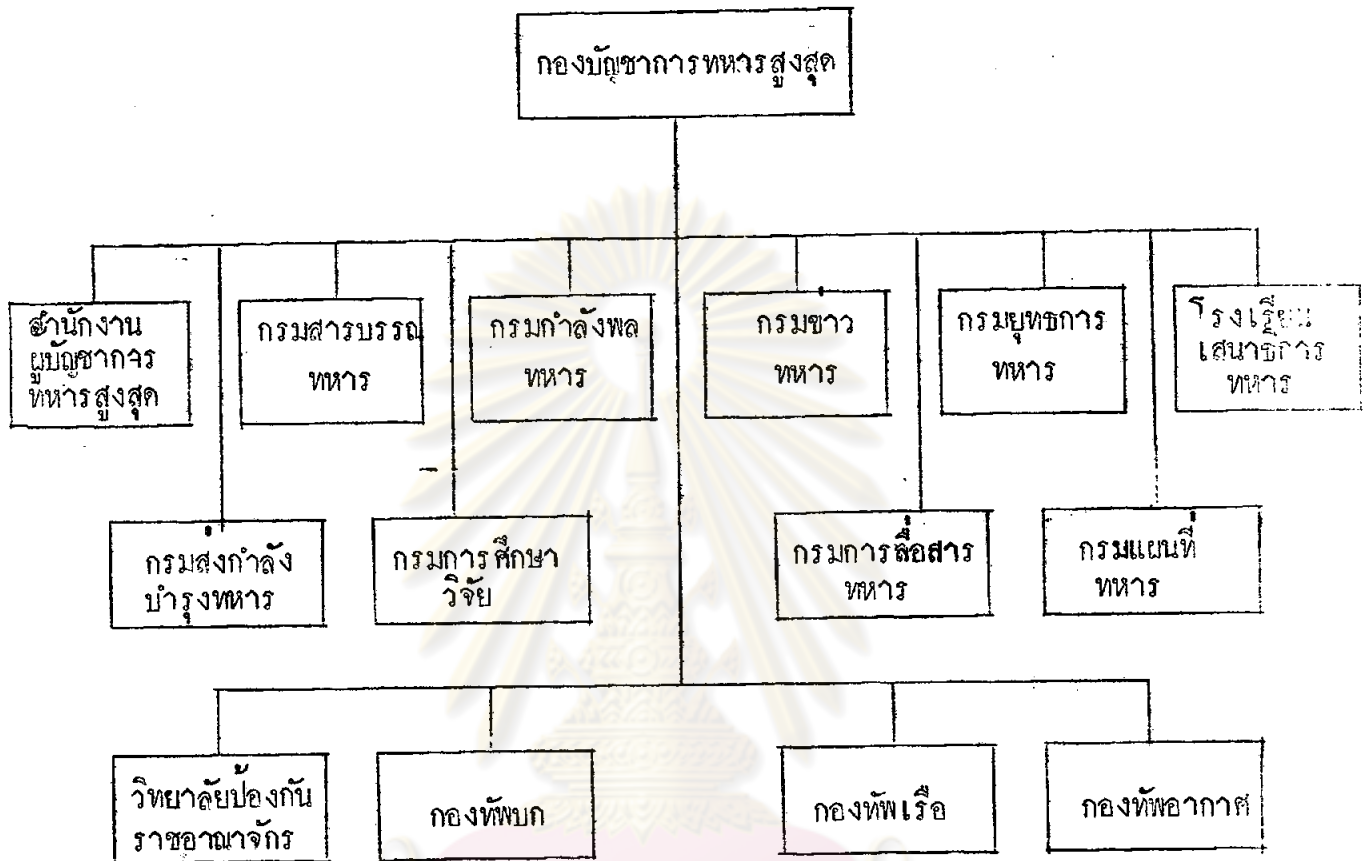 กองบัญชาการทหารสูงสุด
สำนักงาน
ผู้บัญชาการ
ทหารสูงสุด
กรมสารบรรณ
ทหาร
กรมกำลังพล
ทหาร
กรมข่าว
ทหาร
กรมยุทธการ
ทหาร
โรงเรียน
เสนาธิการ
ทหาร
กรมส่งกำลัง
บำรุงทหาร
กรมการศึกษา
วิจัย
กรมการสื่อสาร
ทหาร
กรมแผนที่
ทหาร
วิทยาลัยป้องกัน
ราชอาณาจักร
กองทัพบก
กองทัพเรือ
กองทัพอากาศ